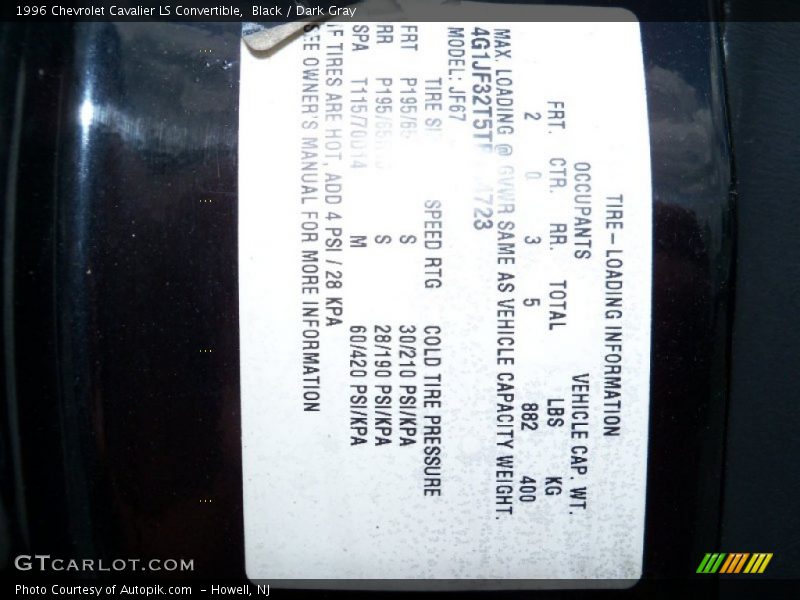 1996 Chevrolet Cavalier LS Convertible,  Black / Dark Gray
TIRE-LOADING INFORMATION
OCCUPANTS VEHICLE CAP. WT.
FRT. CTR. RR. TOTAL LBS KG
2 0 3 5 882 400
MAX. LOADING @ GVWR SAME AS VEHICLE CAPACITY WEIGHT.
MODEL: JF67
TIRE SPEED RTG COLD TIRE PRESSURE
FRT S 30/210 PSI/KPA
RR S 28/190 PSI/KPA
SPA T115/70D14 M 60/420 PSI/KPA
IF TIRES ARE HOT, ADD 4 PSI / 28 KPA
SEE OWNER'S MANUAL FOR MORE INFORMATION
GTCARLOT.COM
Photo Courtesy of Autopik.com  - Howell, NJ